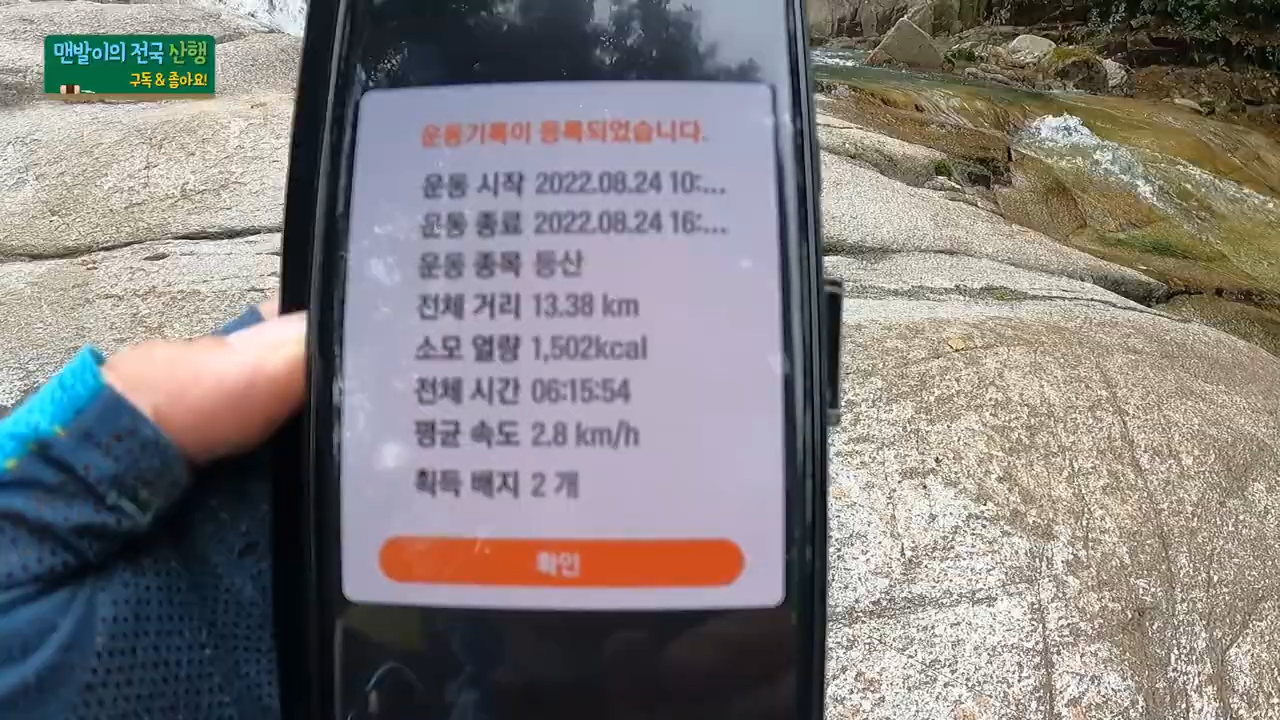 맨발이의 전국 산행
구독 & 좋아요!
운동기록이 등록되었습니다.
운동 시작 2022.08.24 10:...
운동 종료 2022.08.24 16:...
운동 종목 등산
전체 거리 13.38 km
소모 열량 1,502kcal
전체 시간 06:15:54
평균 속도 2.8 km/h
획득 배지 2 개
확인